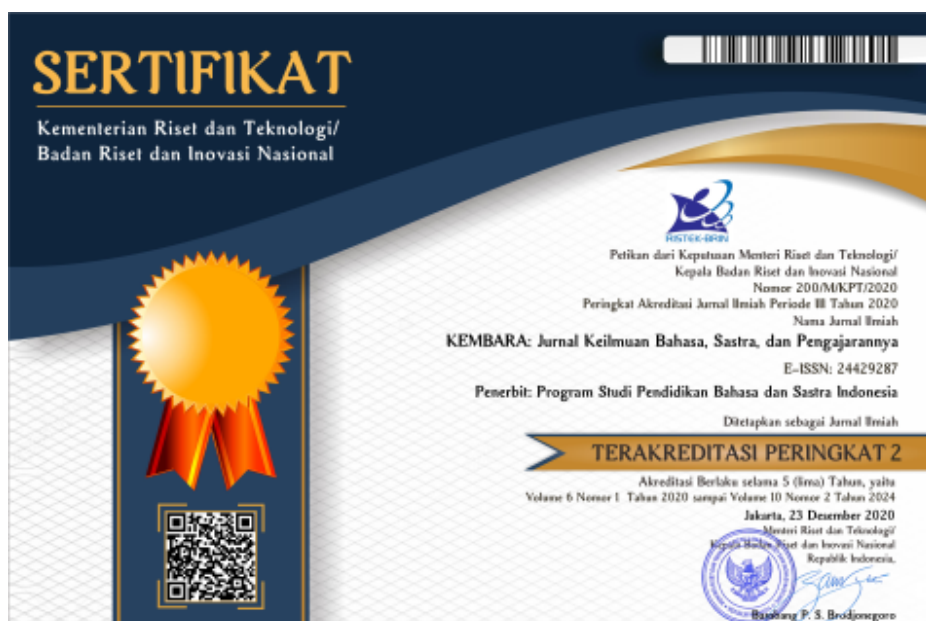 SERTIFIKAT
Kementerian Riset dan Teknologi/
Badan Riset dan Inovasi Nasional
RISTEK-BRIN
Petikan dari Keputusan Menteri Riset dan Teknologi/
Kepala Badan Riset dan Inovasi Nasional
Nomor 200/M/KPT/2020
Peringkat Akreditasi Jurnal Ilmiah Periode III Tahun 2020
Nama Jurnal Ilmiah
KEMBARA: Jurnal Keilmuan Bahasa, Sastra, dan Pengajarannya
E-ISSN: 24429287
Penerbit: Program Studi Pendidikan Bahasa dan Sastra Indonesia
Ditetapkan sebagai Jurnal Ilmiah
TERAKREDITASI PERINGKAT 2
Akreditasi Berlaku selama 5 (lima) Tahun, yaitu
Volume 6 Nomor 1 Tahun 2020 sampai Volume 10 Nomor 2 Tahun 2024
Jakarta, 23 Desember 2020
Menteri Riset dan Teknologi/
Kepala Badan Riset dan Inovasi Nasional
Republik Indonesia,
Bambang P. S. Brodjonegoro